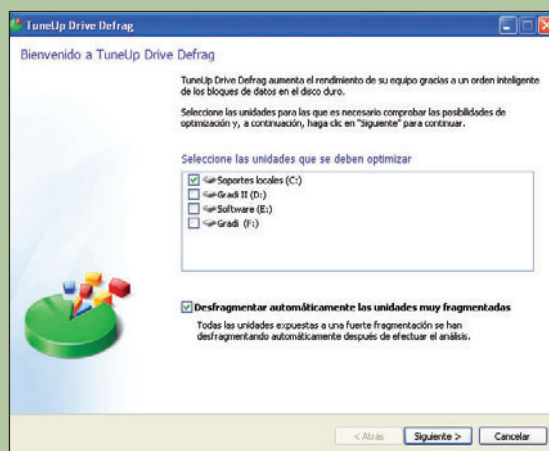 TuneUp Drive Defrag
Bienvenido a TuneUp Drive Defrag
TuneUp Drive Defrag aumenta el rendimiento de su equipo gracias a un orden inteligente
de los bloques de datos en el disco duro.
Seleccione las unidades para las que es necesario comprobar las posibilidades de
optimización y, a continuación, haga clic en "Siguiente" para continuar.
Seleccione las unidades que se deben optimizar
Soportes locales (C:)
Gradi II (D:)
Software (E:)
Gradi (F:)
Desfragmentar automáticamente las unidades muy fragmentadas
Todas las unidades expuestas a una fuerte fragmentación se han
desfragmentando automáticamente después de efectuar el análisis.
< Atrás
Siguiente >
Cancelar